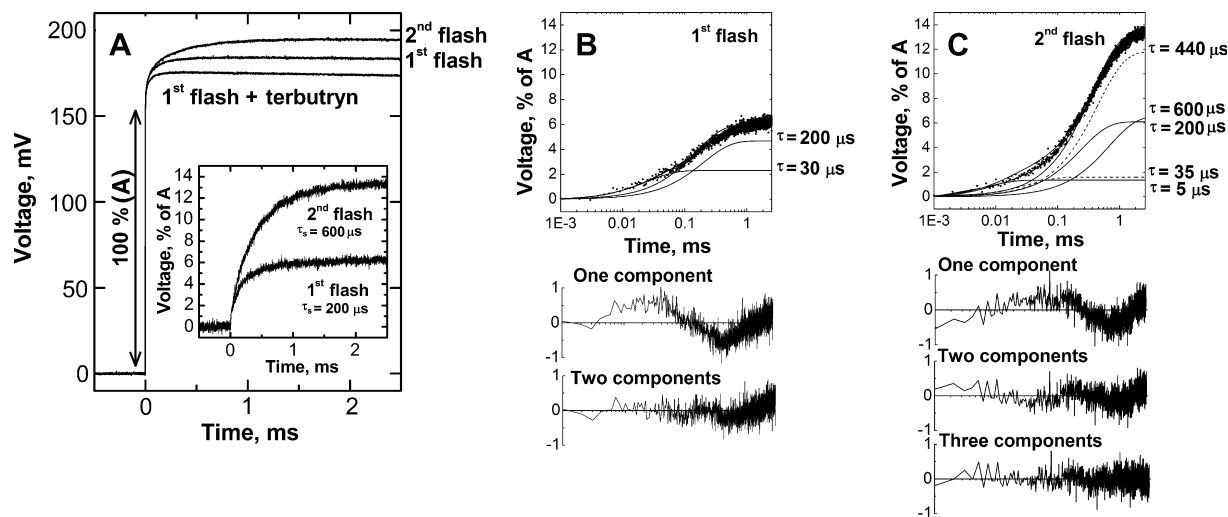 A
200
150
100
50
0
Voltage, mV
100 % (A)
2nd flash
1st flash
1st flash + terbutryn
Voltage, % of A
14
12
10
8
6
4
2
0
2nd flash
τs = 600 μs
1st flash
τs = 200 μs
0 1 2
Time, ms
0 1 2
Time, ms
B
1st flash
Voltage, % of A
14
12
10
8
6
4
2
0
τ = 200 μs
τ = 30 μs
1E-3 0.01 0.1 1
Time, ms
One component
1
0
-1
Two components
1
0
-1
C
2nd flash
Voltage, % of A
14
12
10
8
6
4
2
0
τ = 440 μs
τ = 600 μs
τ = 200 μs
τ = 35 μs
τ = 5 μs
1E-3 0.01 0.1 1
Time, ms
One component
1
0
-1
Two components
1
0
-1
Three components
1
0
-1